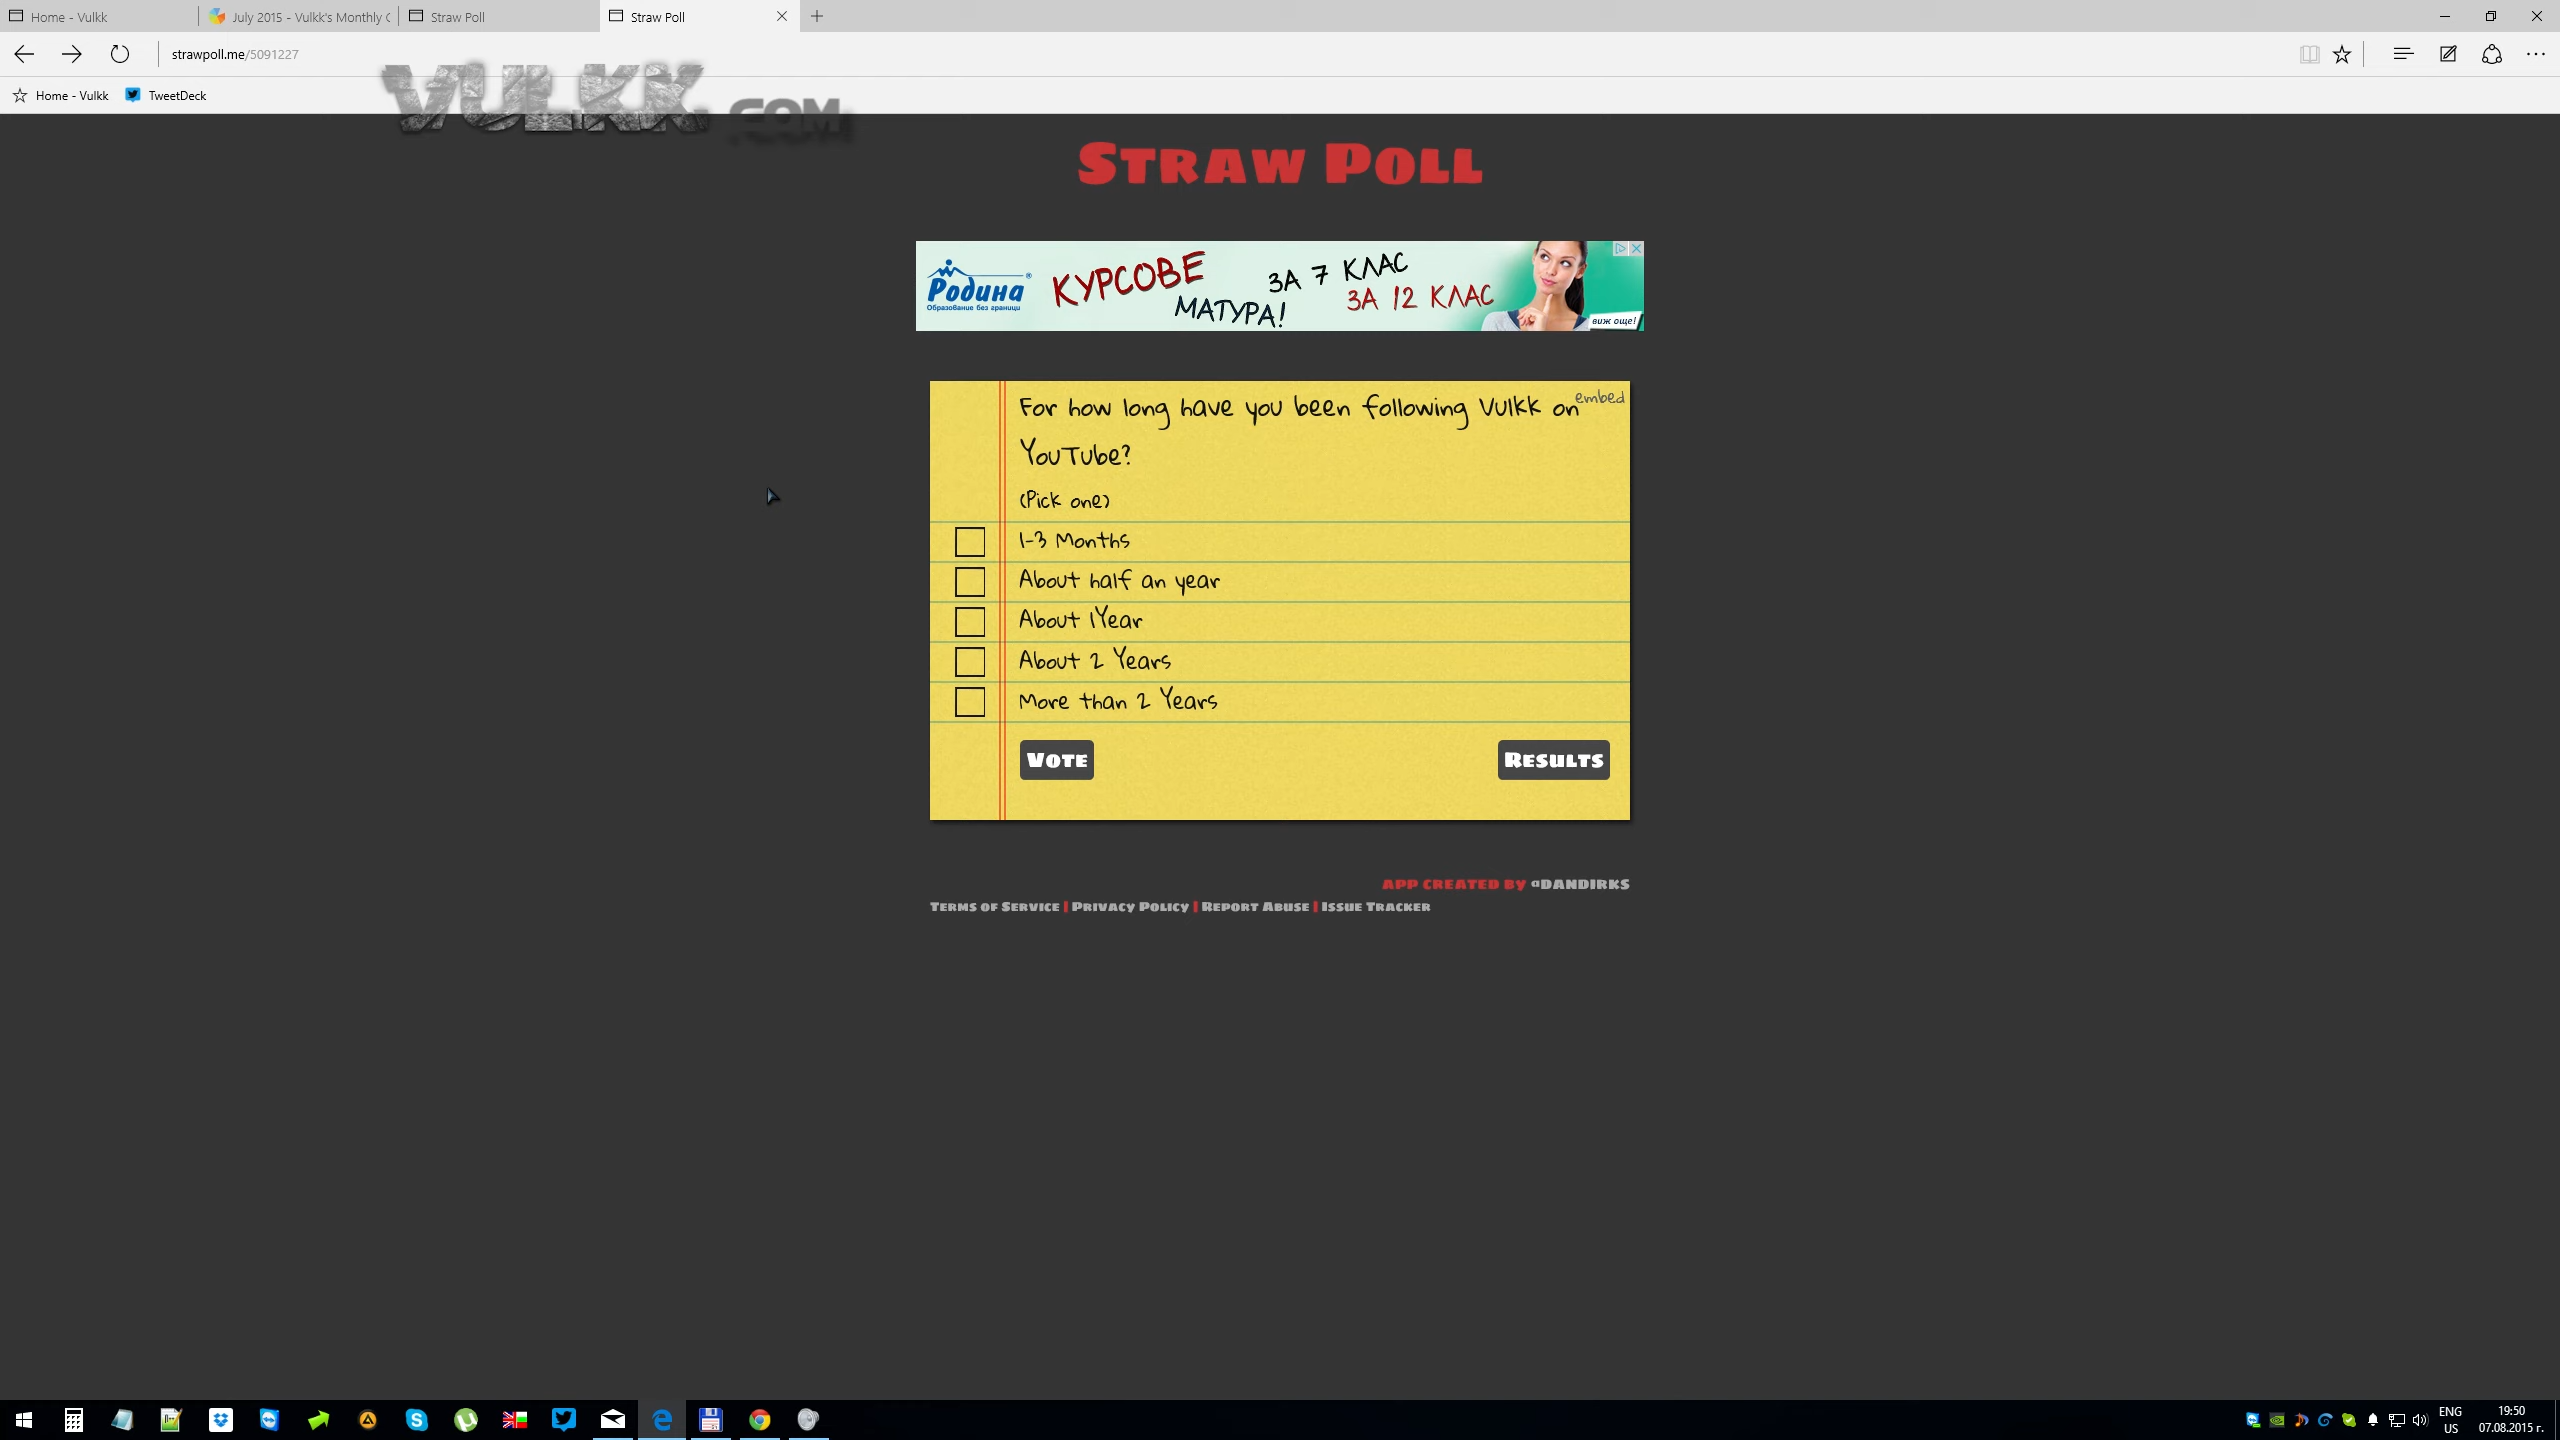 Home - Vulkk
July 2015 - Vulkk's Monthly
Straw Poll
Straw Poll
strawpoll.me/5091227
Home - Vulkk
TweetDeck
VULKK.COM
STRAW POLL
Родина®
Образование без граници
КУРСОВЕ
МАТУРА!
ЗА 7 КЛАС
ЗА 12 КЛАС
виж още!
embed
For how long have you been following Vulkk on
YouTube?
(Pick one)
1-3 Months
About half an year
About 1Year
About 2 Years
More than 2 Years
VOTE
RESULTS
APP CREATED BY @DANDIRKS
TERMS OF SERVICE | PRIVACY POLICY | REPORT ABUSE | ISSUE TRACKER
ENG
US
19:50
07.08.2015 г.